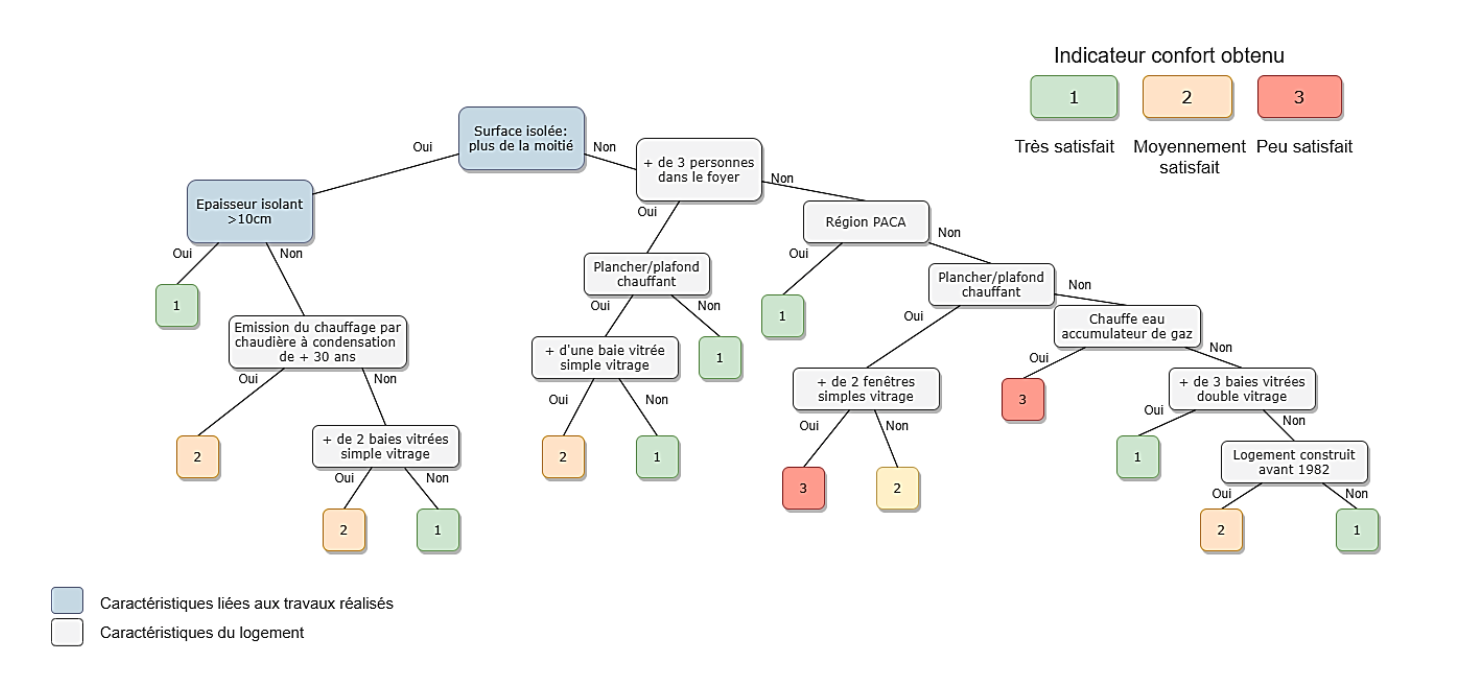 Indicateur confort obtenu
1
2
3
Très satisfait
Moyennement
satisfait
Peu satisfait
Surface isolée:
plus de la moitié
Oui
Non
+ de 3 personnes
dans le foyer
Non
Oui
Epaisseur isolant
>10cm
Oui
Non
Région PACA
Oui
Non
Plancher/plafond
chauffant
Oui
Non
Plancher/plafond
chauffant
Oui
Non
1
1
Emission du chauffage par
chaudière à condensation
de + 30 ans
Oui
Non
+ d'une baie vitrée
simple vitrage
Oui
Non
1
Chauffe eau
accumulateur de gaz
Oui
Non
+ de 2 fenêtres
simples vitrage
Oui
Non
3
+ de 3 baies vitrées
double vitrage
Oui
Non
2
+ de 2 baies vitrées
simple vitrage
Oui
Non
2
1
3
2
1
Logement construit
avant 1982
Oui
Non
2
1
2
1
Caractéristiques liées aux travaux réalisés
Caractéristiques du logement